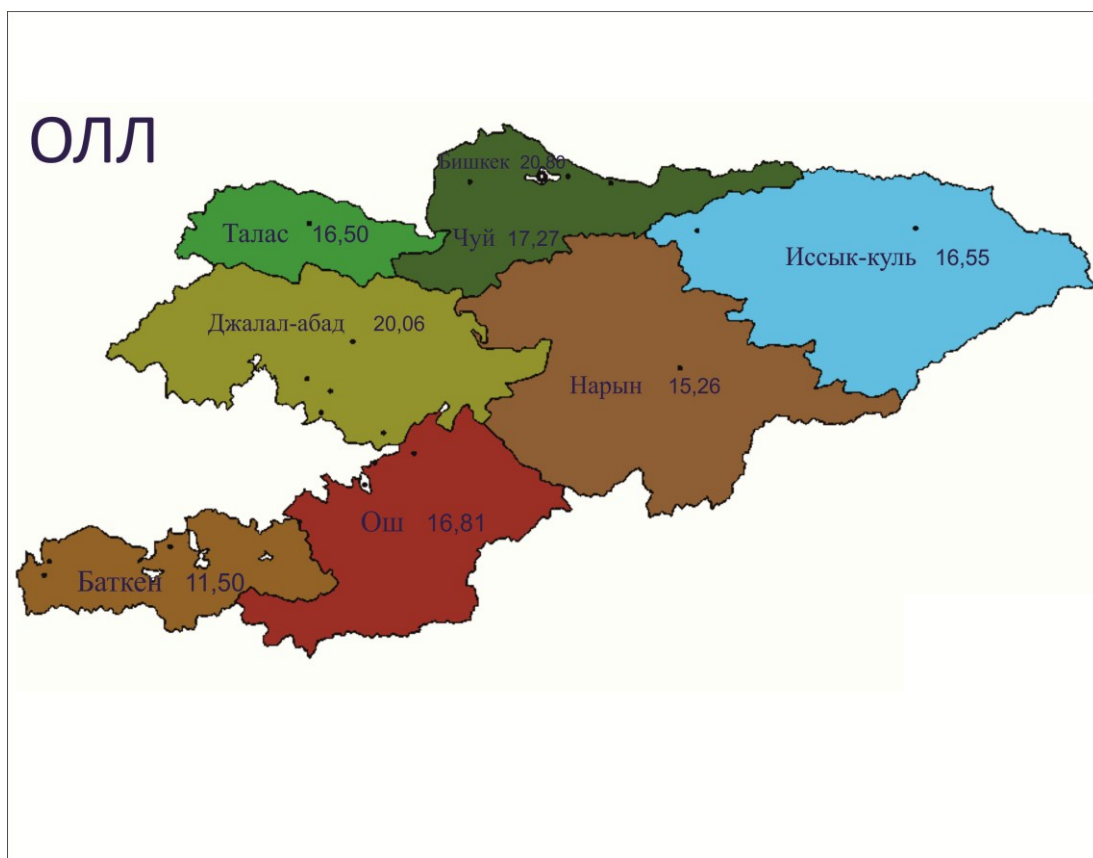 ОЛЛ
Бишкек 20,80
Талас 16,50
Чуй 17,27
Иссык-куль 16,55
Джалал-абад 20,06
Нарын 15,26
Ош 16,81
Баткен 11,50